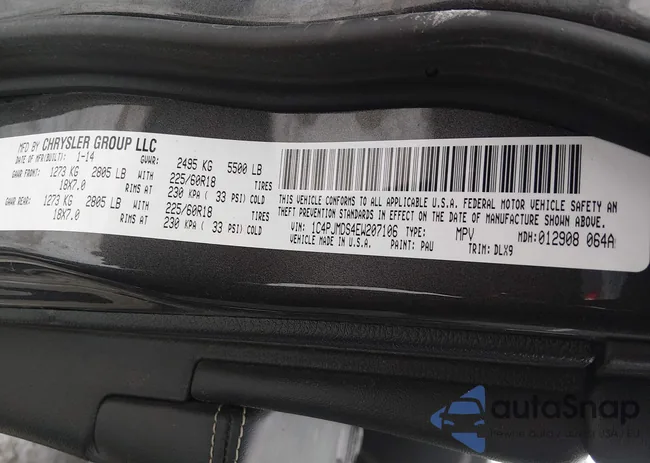 MFD BY CHRYSLER GROUP LLC
DATE OF MFR(BUILT): 1-14 GVWR: 2495 KG 5500 LB
GAWR FRONT: 1273 KG 2805 LB WITH 225/60R18 TIRES
18X7.0 RIMS AT 230 KPA ( 33 PSI) COLD
GAWR REAR: 1273 KG 2805 LB WITH 225/60R18 TIRES
18X7.0 RIMS AT 230 KPA ( 33 PSI) COLD
THIS VEHICLE CONFORMS TO ALL APPLICABLE U.S.A. FEDERAL MOTOR VEHICLE SAFETY AN
THEFT PREVENTION STANDARDS IN EFFECT ON THE DATE OF MANUFACTURE SHOWN ABOVE.
VIN: 1C4PJMDS4EW207106 TYPE: MPV MDH: 012908 064A
VEHICLE MADE IN U.S.A. PAINT: PAU TRIM: DLX9
autoSnap